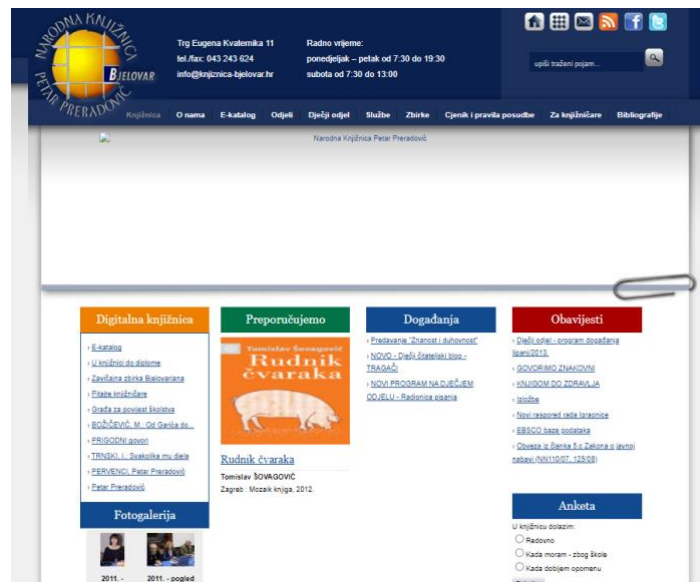 NARODNA KNJIŽNICA
PETAR PRERADOVIĆ
BJELOVAR
Trg Eugena Kvaternika 11
tel./fax: 043 243 624
info@knjiznica-bjelovar.hr
Radno vrijeme:
ponedjeljak – petak od 7:30 do 19:30
subota od 7:30 do 13:00
upiši traženi pojam...
Knjižnica O nama E-katalog Odjeli Dječji odjel Službe Zbirke Cjenik i pravila posudbe Za knjižničare Bibliografije
Narodna Knjižnica Petar Preradović
Digitalna knjižnica
› E-katalog
› U knjižnici do diplome
› Zavičajna zbirka Bjelovariana
› Pitajte knjižničare
› Građa za povijest školstva
› BOŽIČEVIĆ, M.: Od Garića do...
› PRIGODNI govori
› TRNSKI, I.: Svakolika mu djela
› PERVENCI, Petar Preradović
› Petar Preradović
Fotogalerija
2011. -
2011. - pogled
Preporučujemo
Tomislav Šovagović
Rudnik
čvaraka
Rudnik čvaraka
Tomislav ŠOVAGOVIĆ
Zagreb : Mozaik knjiga, 2012.
Događanja
› Predavanje "Znanost i duhovnost"
› NOVO - Dječji čitateljski blog -
TRAGAČI
› NOVI PROGRAM NA DJEČJEM
ODJELU - Radionica pisanja
Obavijesti
› Dječji odjel - program događanja
lipanj/2013.
› GOVORIMO ZNAKOVNI
› KNJIGOM DO ZDRAVLJA
› Izložbe
› Novi raspored rada Igraonice
› EBSCO baze podataka
› Obveza iz članka 5.c Zakona o javnoj
nabavi (NN110/07, 125/08)
Anketa
U knjižnicu dolazim:
Redovno
Kada moram - zbog škole
Kada dobijem opomenu